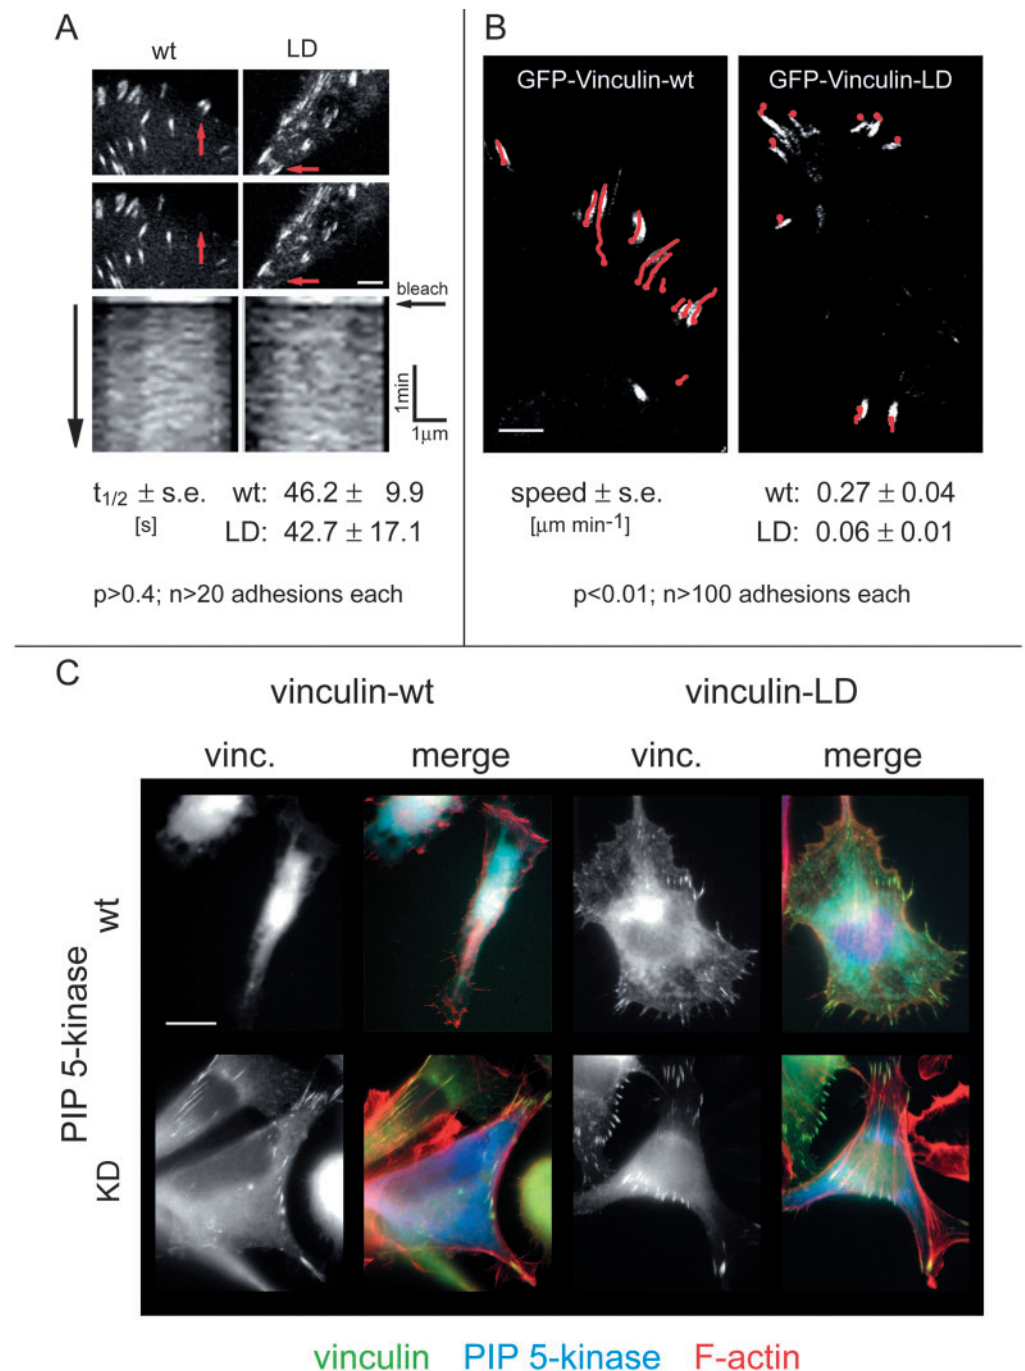 A
wt LD
bleach
1min
1μm
t1/2 ± s.e. wt: 46.2 ± 9.9
[s] LD: 42.7 ± 17.1
p>0.4; n>20 adhesions each
B
GFP-Vinculin-wt GFP-Vinculin-LD
speed ± s.e. wt: 0.27 ± 0.04
[μm min-1] LD: 0.06 ± 0.01
p<0.01; n>100 adhesions each
C
vinculin-wt vinculin-LD
vinc. merge vinc. merge
PIP 5-kinase
wt
KD
vinculin PIP 5-kinase F-actin